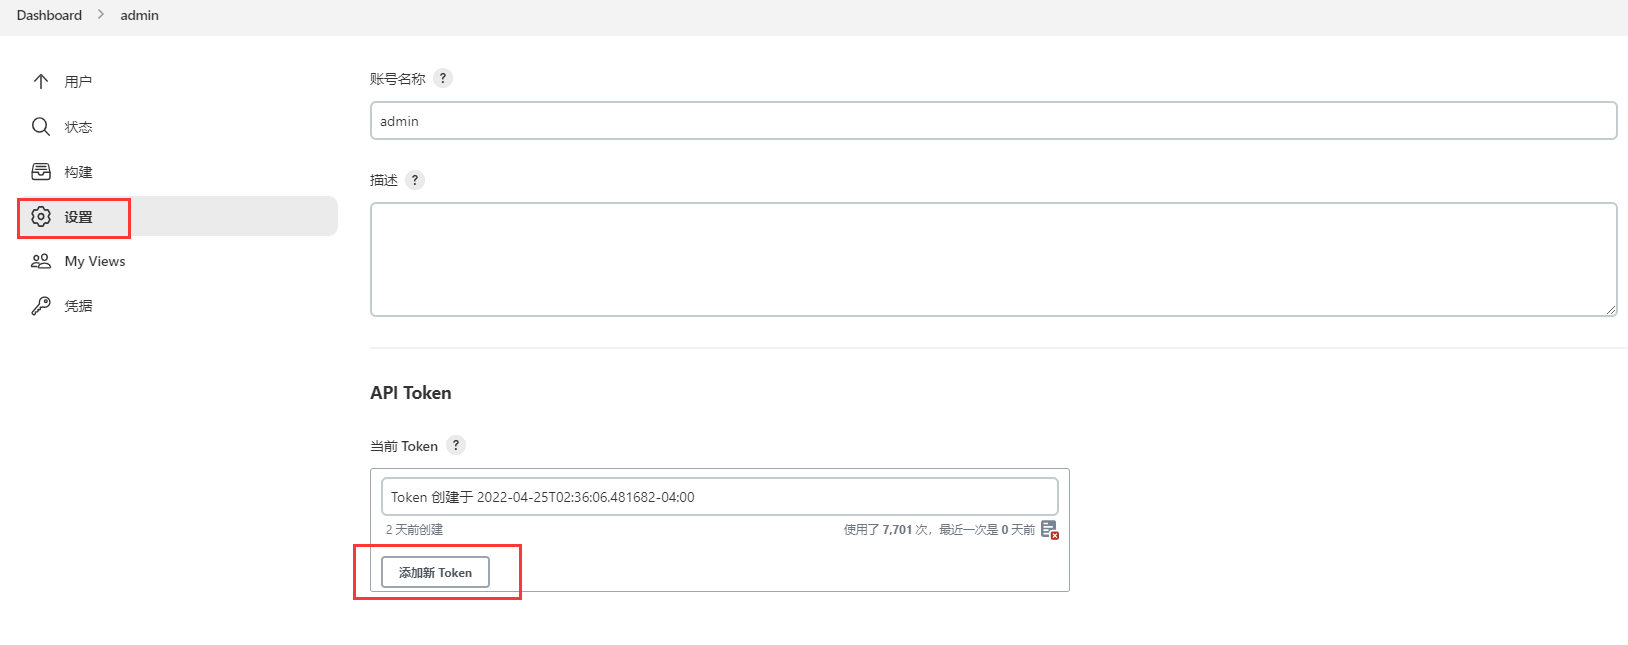 Dashboard > admin
用户
状态
构建
设置
My Views
凭据
账号名称 ?
admin
描述 ?
API Token
当前 Token ?
Token 创建于 2022-04-25T02:36:06.481682-04:00
2 天前创建
使用了 7,701 次，最近一次是 0 天前
添加新 Token